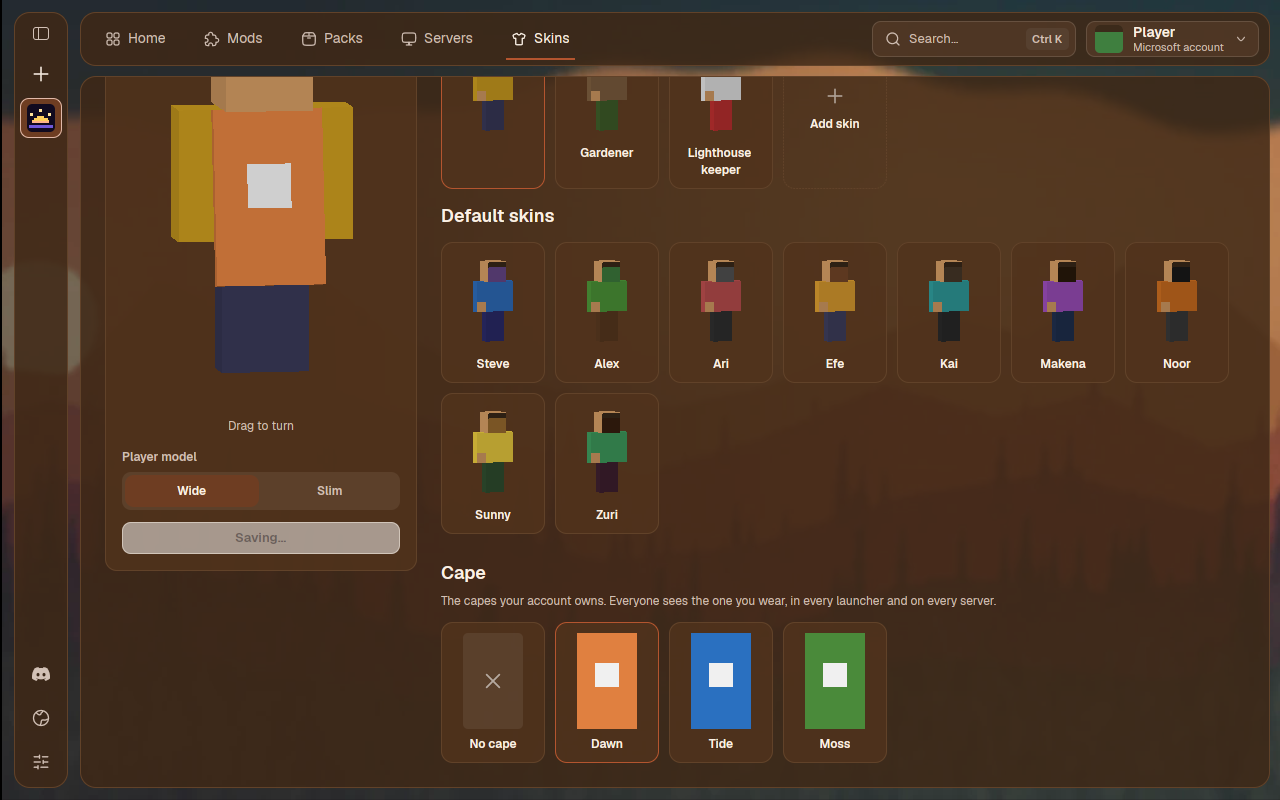 Home
Mods
Packs
Servers
Skins
Search...
Ctrl K
Player
Microsoft account
Gardener
Lighthouse
keeper
Add skin
Default skins
Steve
Alex
Ari
Efe
Kai
Makena
Noor
Drag to turn
Player model
Wide
Slim
Saving...
Sunny
Zuri
Cape
The capes your account owns. Everyone sees the one you wear, in every launcher and on every server.
No cape
Dawn
Tide
Moss